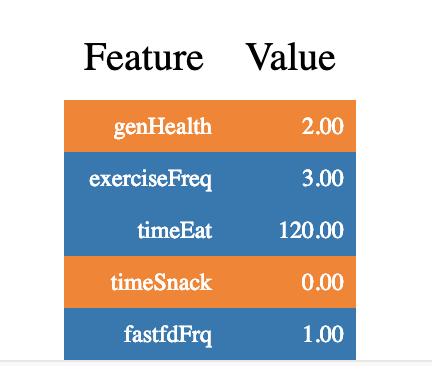 Feature Value
genHealth 2.00
exerciseFreq 3.00
timeEat 120.00
timeSnack 0.00
fastfdFrq 1.00